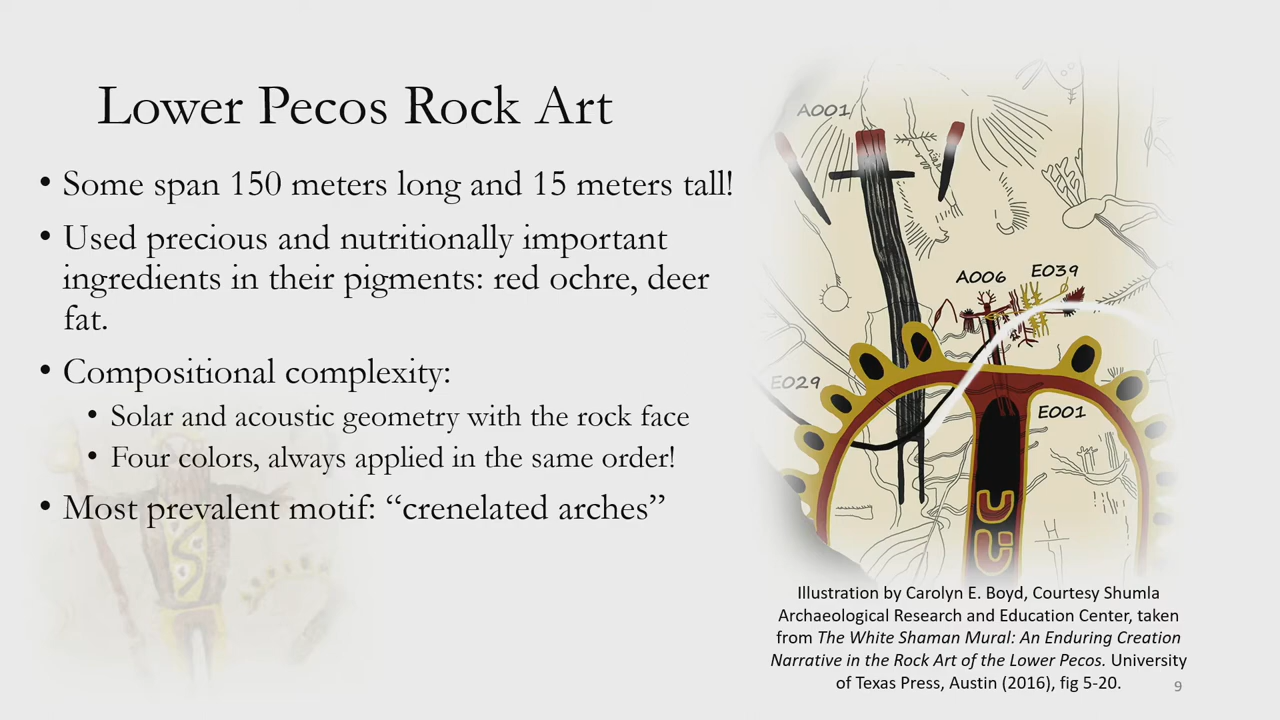 Lower Pecos Rock Art
• Some span 150 meters long and 15 meters tall!
• Used precious and nutritionally important
ingredients in their pigments: red ochre, deer
fat.
• Compositional complexity:
• Solar and acoustic geometry with the rock face
• Four colors, always applied in the same order!
• Most prevalent motif: “crenelated arches”
A001
A006
E039
E029
E001
Illustration by Carolyn E. Boyd, Courtesy Shumla
Archaeological Research and Education Center, taken
from The White Shaman Mural: An Enduring Creation
Narrative in the Rock Art of the Lower Pecos. University
of Texas Press, Austin (2016), fig 5-20.
9